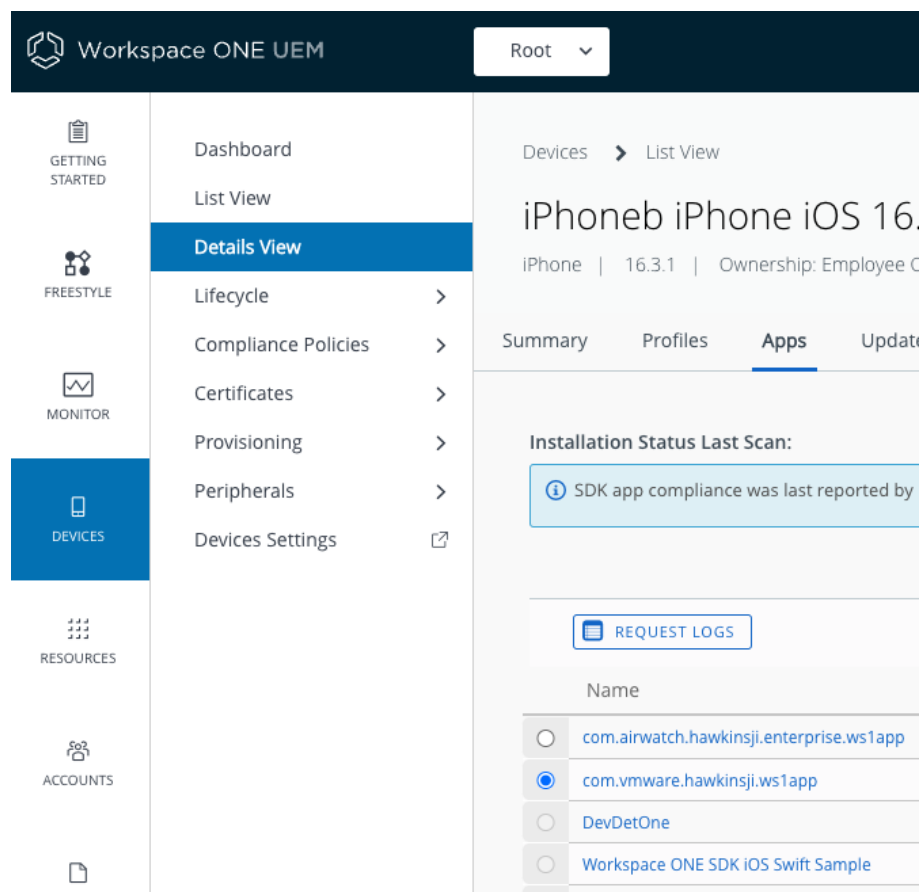 Workspace ONE UEM
Root
GETTING
STARTED
FREESTYLE
MONITOR
DEVICES
RESOURCES
ACCOUNTS
Dashboard
List View
Details View
Lifecycle
Compliance Policies
Certificates
Provisioning
Peripherals
Devices Settings
Devices > List View
iPhoneb iPhone iOS 16.
iPhone | 16.3.1 | Ownership: Employee O
Summary Profiles Apps Update
Installation Status Last Scan:
SDK app compliance was last reported by
REQUEST LOGS
Name
com.airwatch.hawkinsji.enterprise.ws1app
com.vmware.hawkinsji.ws1app
DevDetOne
Workspace ONE SDK iOS Swift Sample